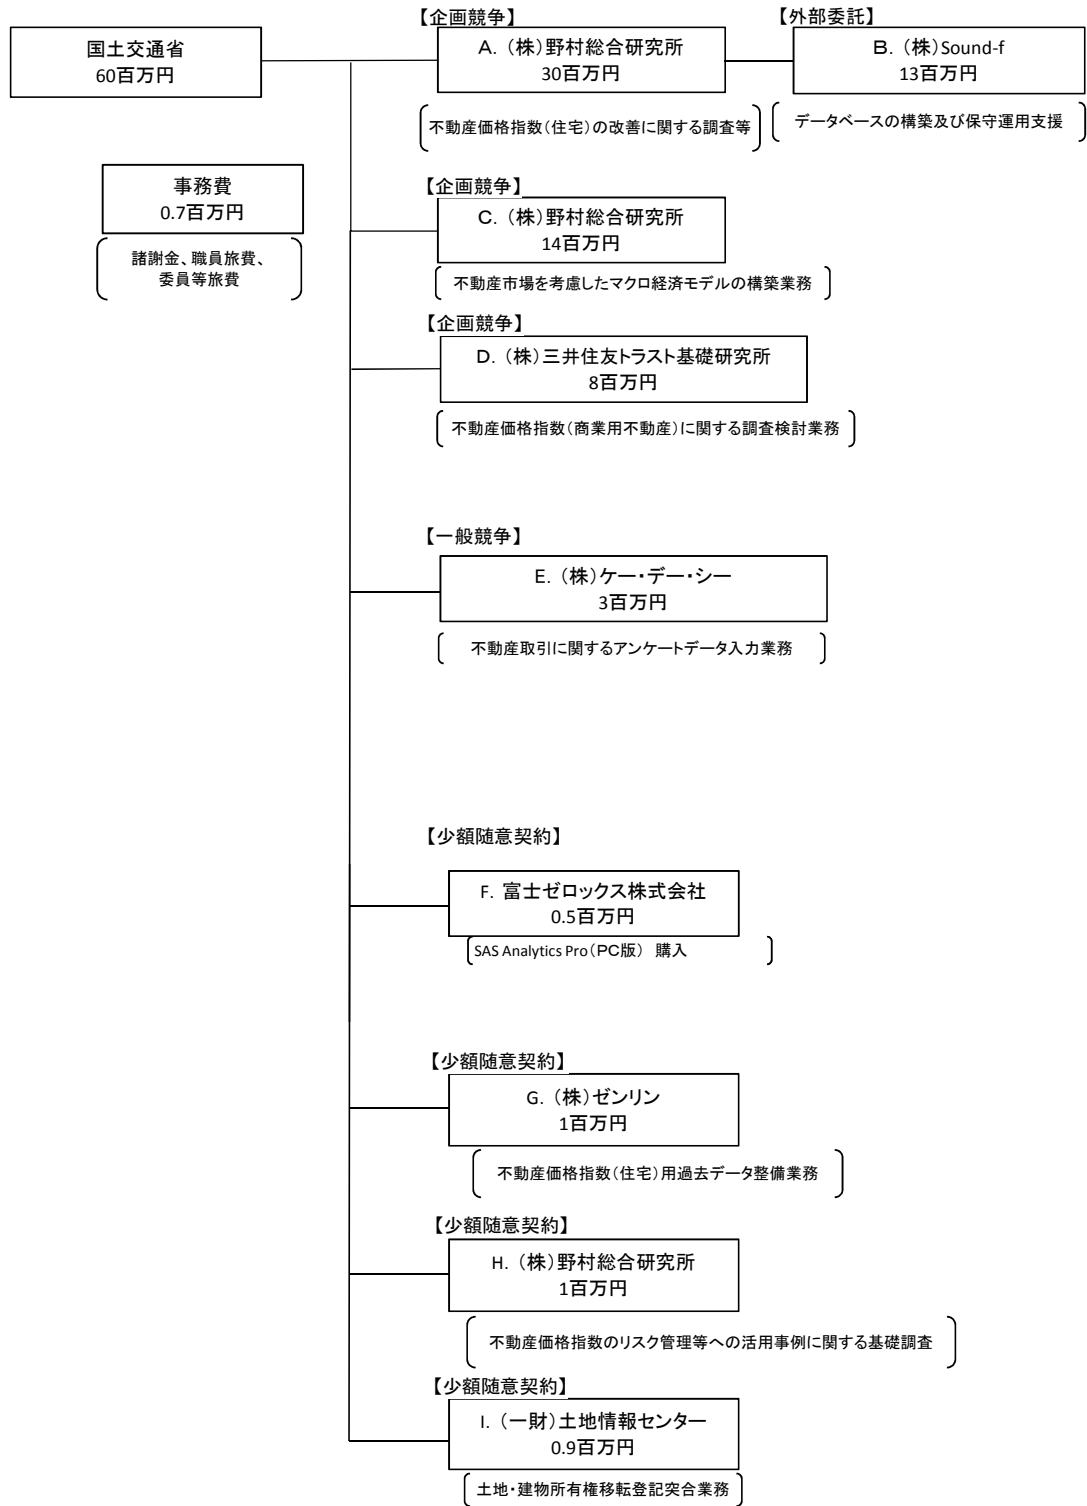 国土交通省
60百万円
事務費
0.7百万円
諸謝金、職員旅費、
委員等旅費
【企画競争】
A. (株)野村総合研究所
30百万円
不動産価格指数(住宅)の改善に関する調査等
【外部委託】
B. (株)Sound-f
13百万円
データベースの構築及び保守運用支援
【企画競争】
C. (株)野村総合研究所
14百万円
不動産市場を考慮したマクロ経済モデルの構築業務
【企画競争】
D. (株)三井住友トラスト基礎研究所
8百万円
不動産価格指数(商業用不動産)に関する調査検討業務
【一般競争】
E. (株)ケー・デー・シー
3百万円
不動産取引に関するアンケートデータ入力業務
【少額随意契約】
F. 富士ゼロックス株式会社
0.5百万円
SAS Analytics Pro(PC版) 購入
【少額随意契約】
G. (株)ゼンリン
1百万円
不動産価格指数(住宅)用過去データ整備業務
【少額随意契約】
H. (株)野村総合研究所
1百万円
不動産価格指数のリスク管理等への活用事例に関する基礎調査
【少額随意契約】
I. (一財)土地情報センター
0.9百万円
土地・建物所有権移転登記突合業務